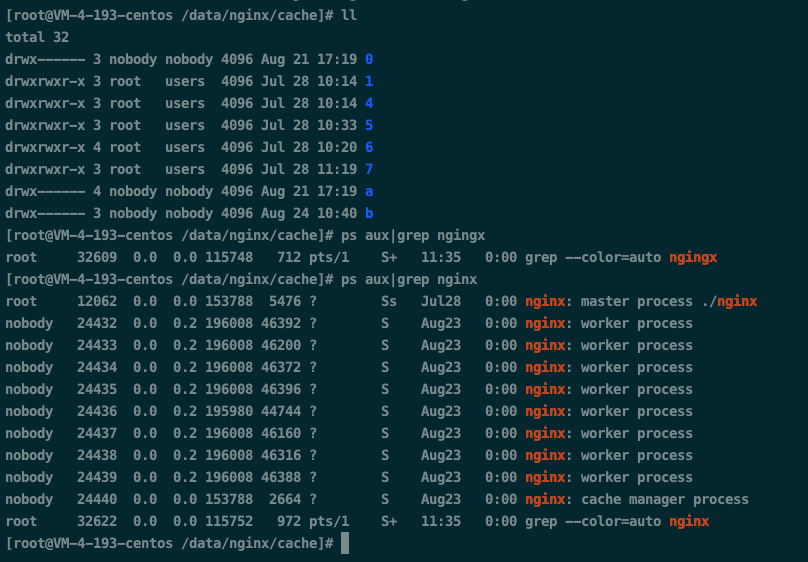 [root@VM-4-193-centos /data/nginx/cache]# ll
total 32
drwx------ 3 nobody nobody 4096 Aug 21 17:19 0
drwxrwxr-x 3 root   users  4096 Jul 28 10:14 1
drwxrwxr-x 3 root   users  4096 Jul 28 10:14 4
drwxrwxr-x 3 root   users  4096 Jul 28 10:33 5
drwxrwxr-x 4 root   users  4096 Jul 28 10:20 6
drwxrwxr-x 3 root   users  4096 Jul 28 11:19 7
drwx------ 4 nobody nobody 4096 Aug 21 17:19 a
drwx------ 3 nobody nobody 4096 Aug 24 10:40 b
[root@VM-4-193-centos /data/nginx/cache]# ps aux|grep ngingx
root     32609  0.0  0.0 115748   712 pts/1    S+   11:35   0:00 grep --color=auto ngingx
[root@VM-4-193-centos /data/nginx/cache]# ps aux|grep nginx
root     12062  0.0  0.0 153788  5476 ?        Ss   Jul28   0:00 nginx: master process ./nginx
nobody   24432  0.0  0.2 196008 46392 ?        S    Aug23   0:00 nginx: worker process
nobody   24433  0.0  0.2 196008 46200 ?        S    Aug23   0:00 nginx: worker process
nobody   24434  0.0  0.2 196008 46372 ?        S    Aug23   0:00 nginx: worker process
nobody   24435  0.0  0.2 196008 46396 ?        S    Aug23   0:00 nginx: worker process
nobody   24436  0.0  0.2 195980 44744 ?        S    Aug23   0:00 nginx: worker process
nobody   24437  0.0  0.2 196008 46160 ?        S    Aug23   0:00 nginx: worker process
nobody   24438  0.0  0.2 196008 46316 ?        S    Aug23   0:00 nginx: worker process
nobody   24439  0.0  0.2 196008 46388 ?        S    Aug23   0:00 nginx: worker process
nobody   24440  0.0  0.0 153788  2664 ?        S    Aug23   0:00 nginx: cache manager process
root     32622  0.0  0.0 115752   972 pts/1    S+   11:35   0:00 grep --color=auto nginx
[root@VM-4-193-centos /data/nginx/cache]#